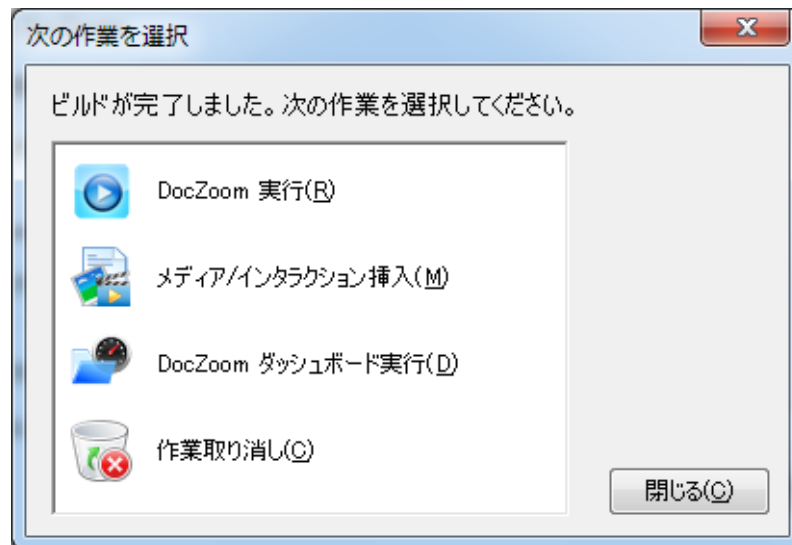 次の作業を選択
ビルドが完了しました。次の作業を選択してください。
DocZoom 実行(R)
メディア/インタラクション挿入(M)
DocZoom ダッシュボード実行(D)
作業取り消し(C)
閉じる(C)